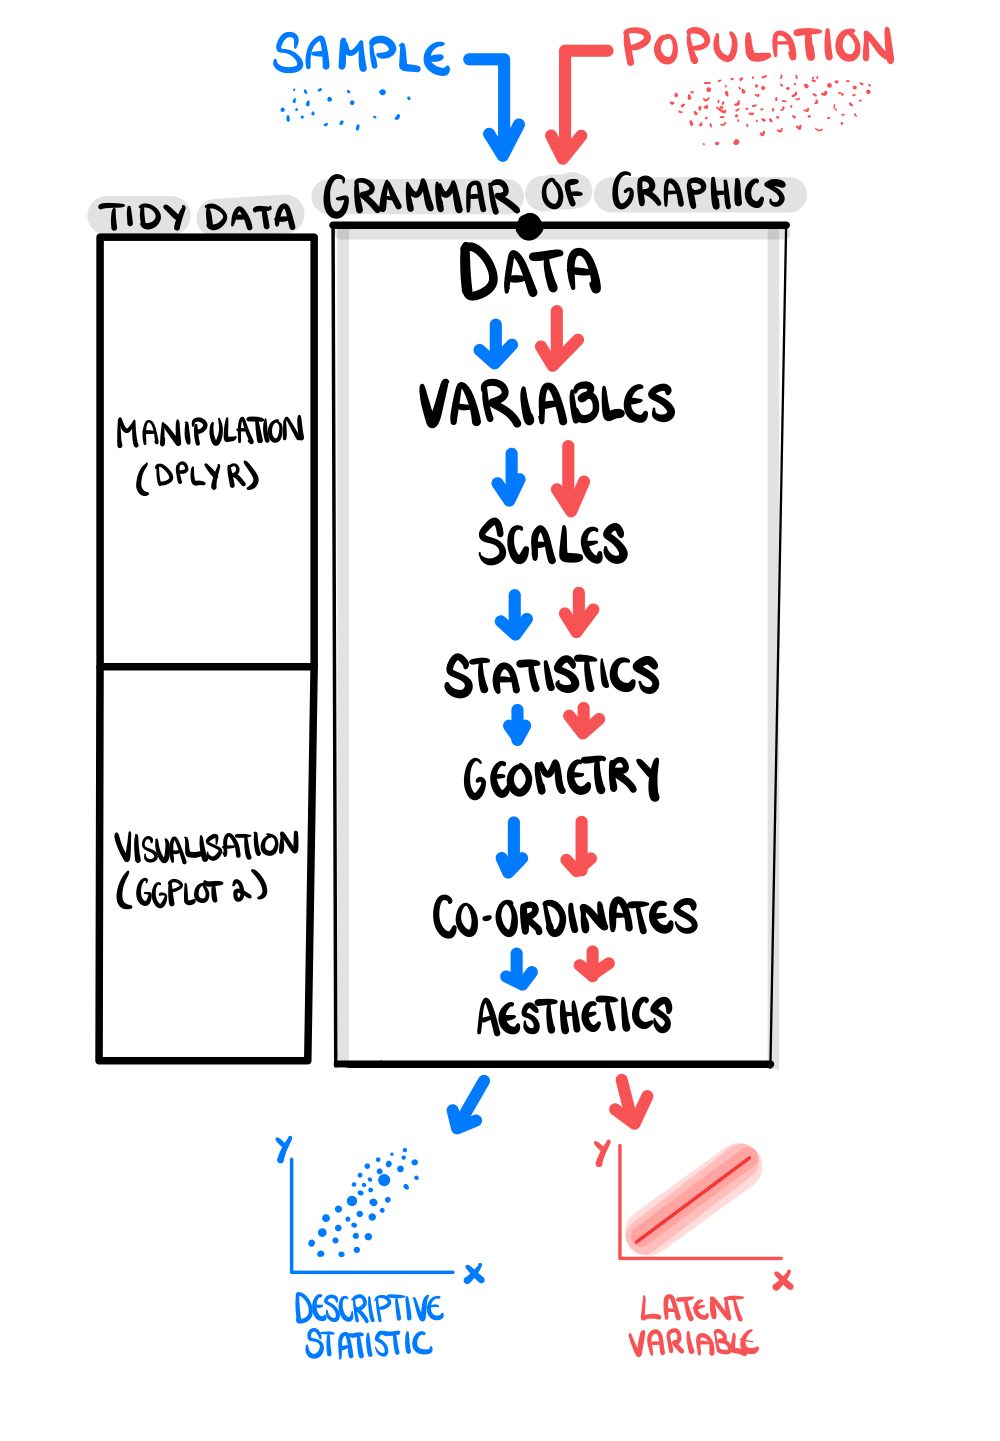 SAMPLE
POPULATION
TIDY DATA
GRAMMAR OF GRAPHICS
DATA
VARIABLES
MANIPULATION
(DPLYR)
SCALES
STATISTICS
GEOMETRY
VISUALISATION
(GGPLOT 2)
CO-ORDINATES
AESTHETICS
Y
X
DESCRIPTIVE
STATISTIC
Y
X
LATENT
VARIABLE